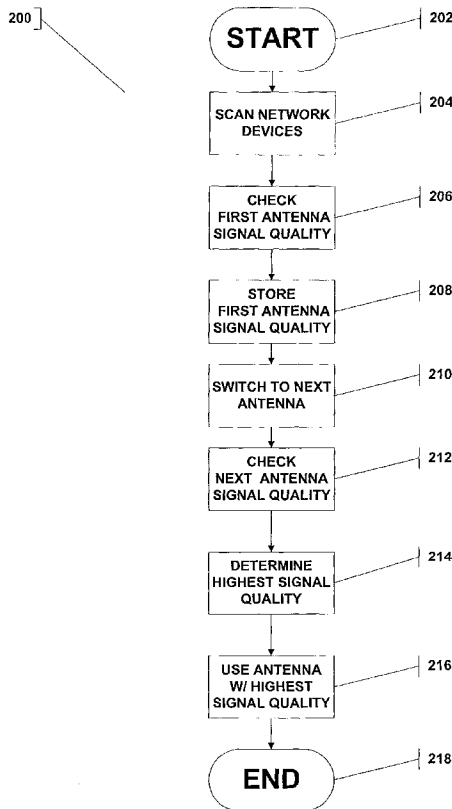 200
START
202
SCAN NETWORK
DEVICES
204
CHECK
FIRST ANTENNA
SIGNAL QUALITY
206
STORE
FIRST ANTENNA
SIGNAL QUALITY
208
SWITCH TO NEXT
ANTENNA
210
CHECK
NEXT ANTENNA
SIGNAL QUALITY
212
DETERMINE
HIGHEST SIGNAL
QUALITY
214
USE ANTENNA
W/ HIGHEST
SIGNAL QUALITY
216
END
218